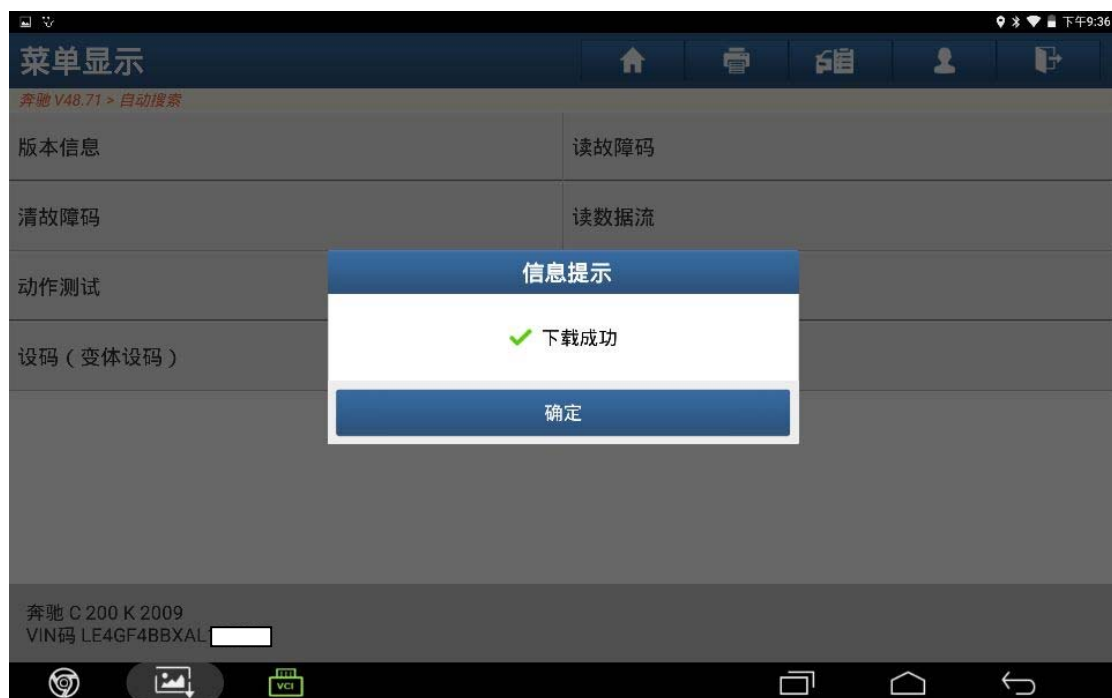 下午9:36
菜单显示
奔驰 V48.71 > 自动搜索
版本信息
读故障码
清故障码
读数据流
动作测试
设码（变体设码）
信息提示
下载成功
确定
奔驰 C 200 K 2009
VIN码 LE4GF4BBXAL
VCI